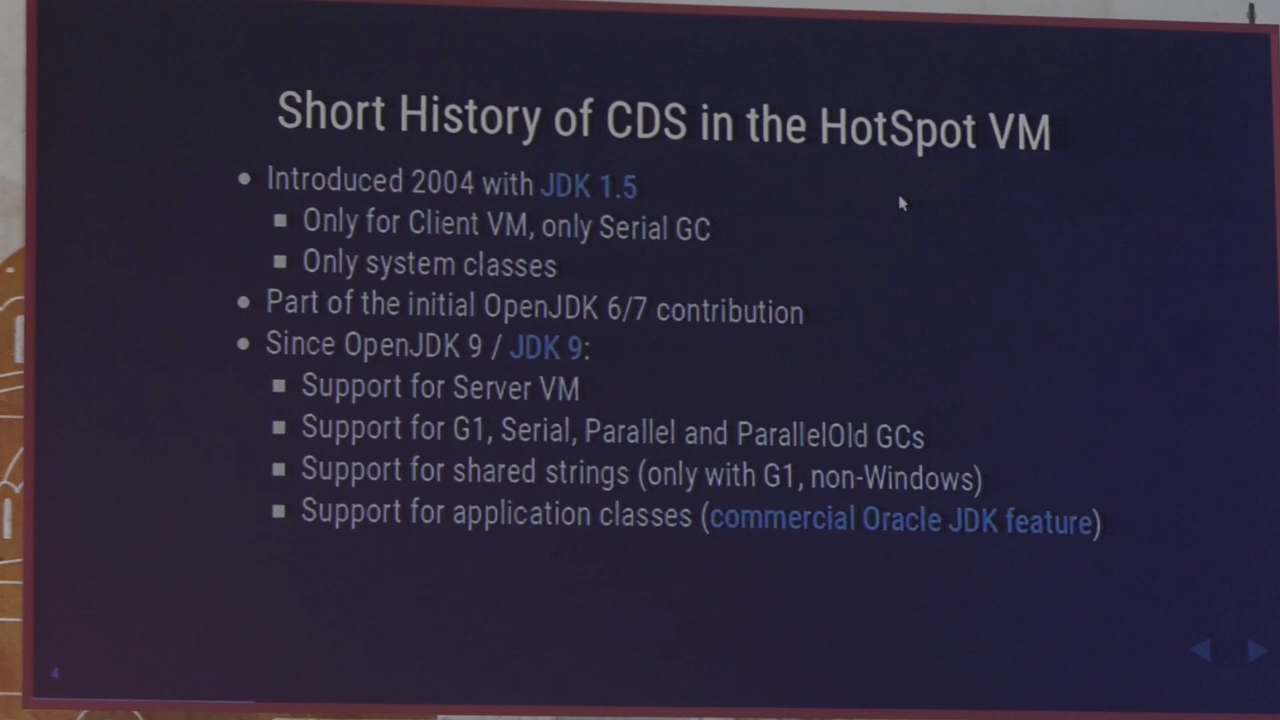 Short History of CDS in the HotSpot VM
• Introduced 2004 with JDK 1.5
▪ Only for Client VM, only Serial GC
▪ Only system classes
• Part of the initial OpenJDK 6/7 contribution
• Since OpenJDK 9 / JDK 9:
▪ Support for Server VM
▪ Support for G1, Serial, Parallel and ParallelOld GCs
▪ Support for shared strings (only with G1, non-Windows)
▪ Support for application classes (commercial Oracle JDK feature)
4